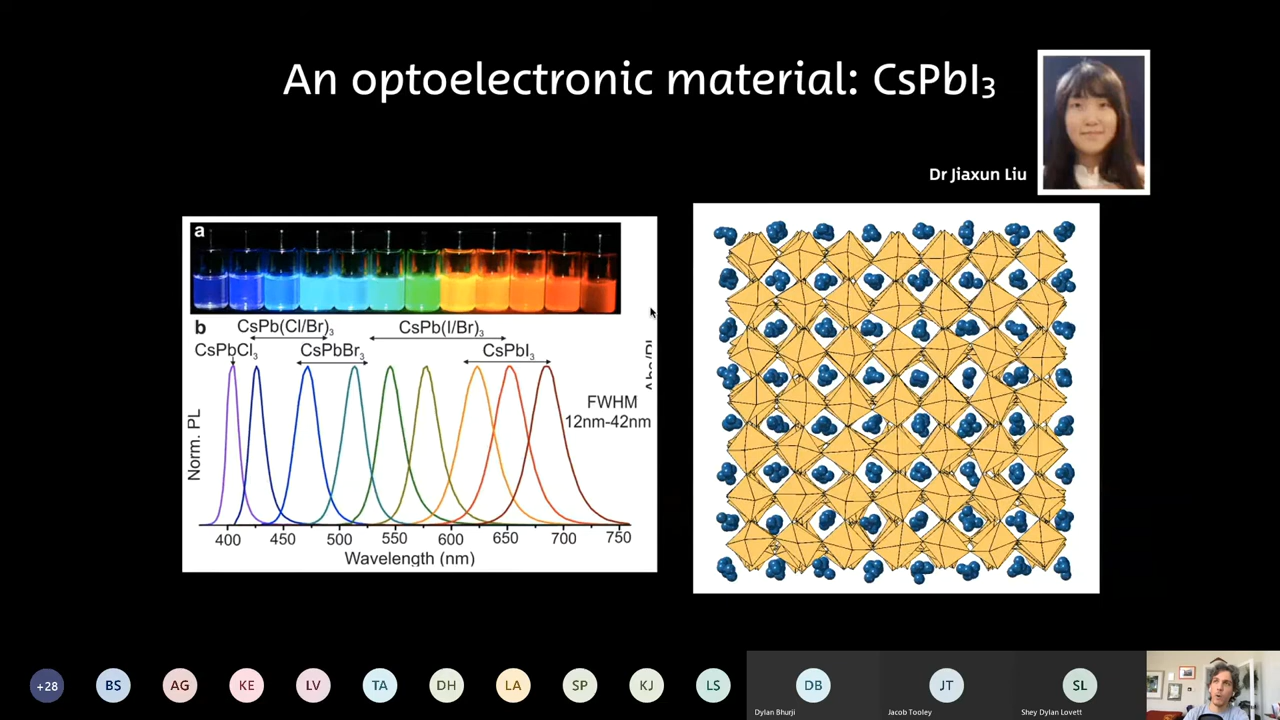 An optoelectronic material: CsPbI₃
Dr Jiaxun Liu
a
b
CsPb(Cl/Br)₃
CsPb(I/Br)₃
CsPbCl₃
CsPbBr₃
CsPbI₃
FWHM
12nm-42nm
Norm. PL
400 450 500 550 600 650 700 750
Wavelength (nm)
+28
BS
AG
KE
LV
TA
DH
LA
SP
KJ
LS
DB
JT
SL
Dylan Bhurji
Jacob Tooley
Shey Dylan Lovett